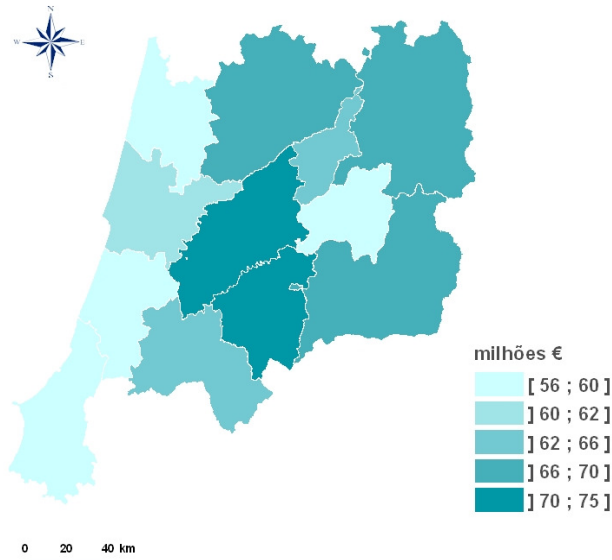 N
W E
S
milhões €
[ 56 ; 60 ]
] 60 ; 62 ]
] 62 ; 66 ]
] 66 ; 70 ]
] 70 ; 75 ]
0 20 40 km